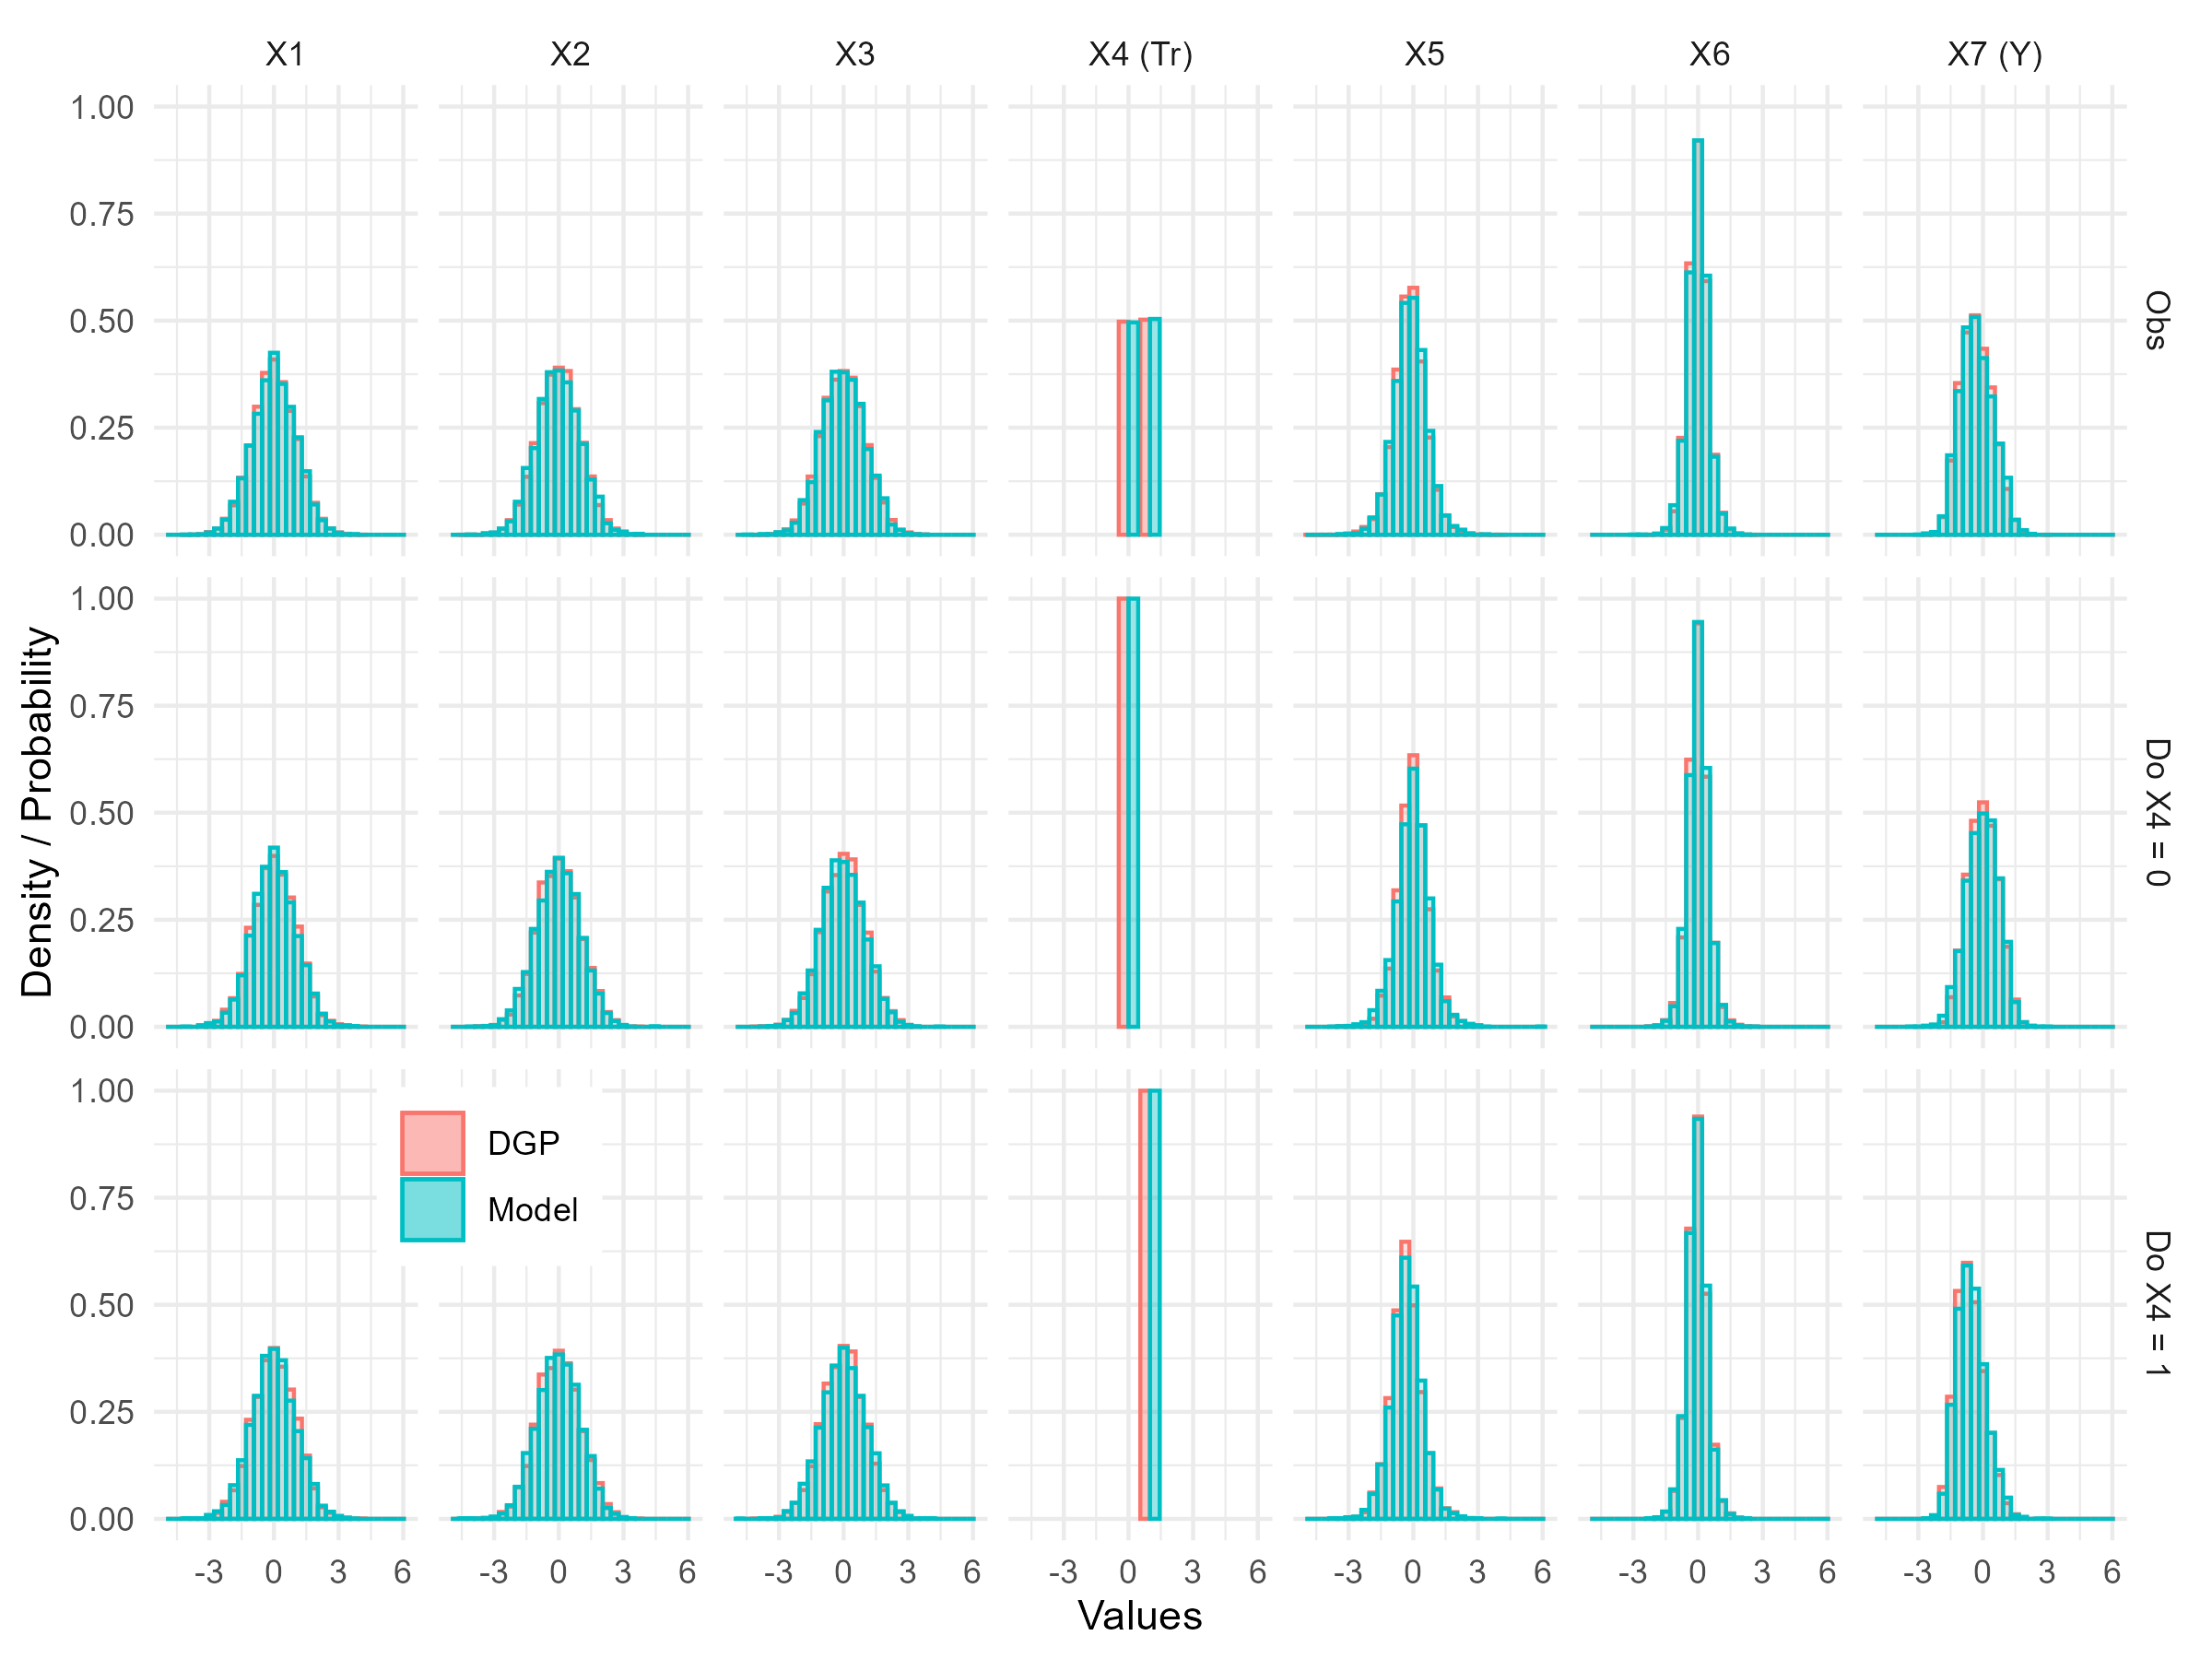 X1 X2 X3 X4 (Tr) X5 X6 X7 (Y)
1.00
0.75
0.50
0.25
0.00
Obs
1.00
0.75
0.50
0.25
0.00
Do X4 = 0
Density / Probability
1.00
0.75
0.50
0.25
0.00
Do X4 = 1
DGP
Model
-3 0 3 6 -3 0 3 6 -3 0 3 6 -3 0 3 6 -3 0 3 6 -3 0 3 6 -3 0 3 6
Values